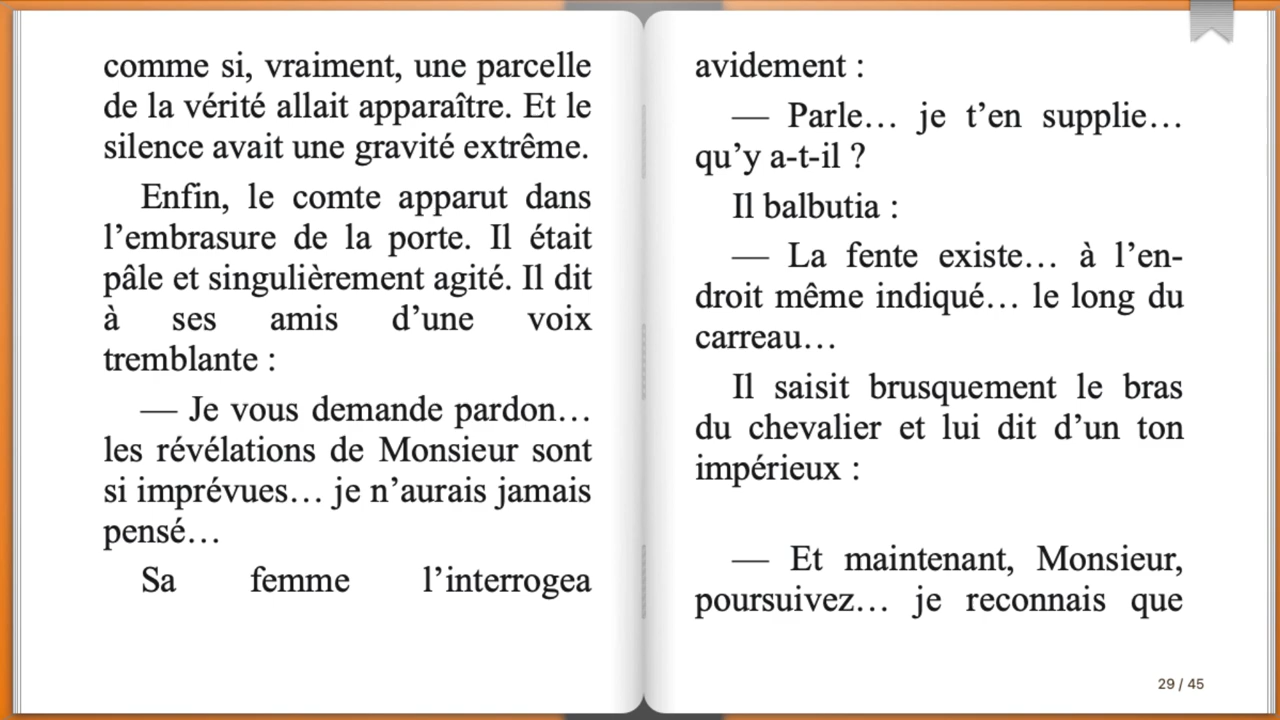 comme si, vraiment, une parcelle
de la vérité allait apparaître. Et le
silence avait une gravité extrême.
Enfin, le comte apparut dans
l’embrasure de la porte. Il était
pâle et singulièrement agité. Il dit
à ses amis d’une voix
tremblante :
— Je vous demande pardon…
les révélations de Monsieur sont
si imprévues… je n’aurais jamais
pensé…
Sa femme l’interrogea
avidement :
— Parle… je t’en supplie…
qu’y a-t-il ?
Il balbutia :
— La fente existe… à l’en-
droit même indiqué… le long du
carreau…
Il saisit brusquement le bras
du chevalier et lui dit d’un ton
impérieux :
— Et maintenant, Monsieur,
poursuivez… je reconnais que
29 / 45